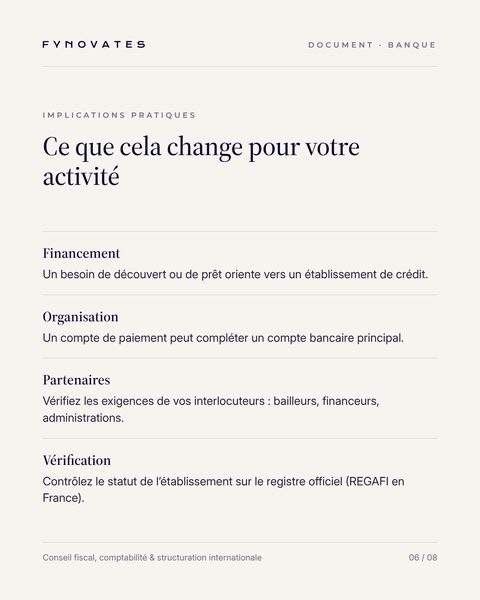 FYNOVATES
DOCUMENT · BANQUE
IMPLICATIONS PRATIQUES
Ce que cela change pour votre
activité
Financement
Un besoin de découvert ou de prêt oriente vers un établissement de crédit.
Organisation
Un compte de paiement peut compléter un compte bancaire principal.
Partenaires
Vérifiez les exigences de vos interlocuteurs : bailleurs, financeurs,
administrations.
Vérification
Contrôlez le statut de l’établissement sur le registre officiel (REGAFI en
France).
Conseil fiscal, comptabilité & structuration internationale
06 / 08